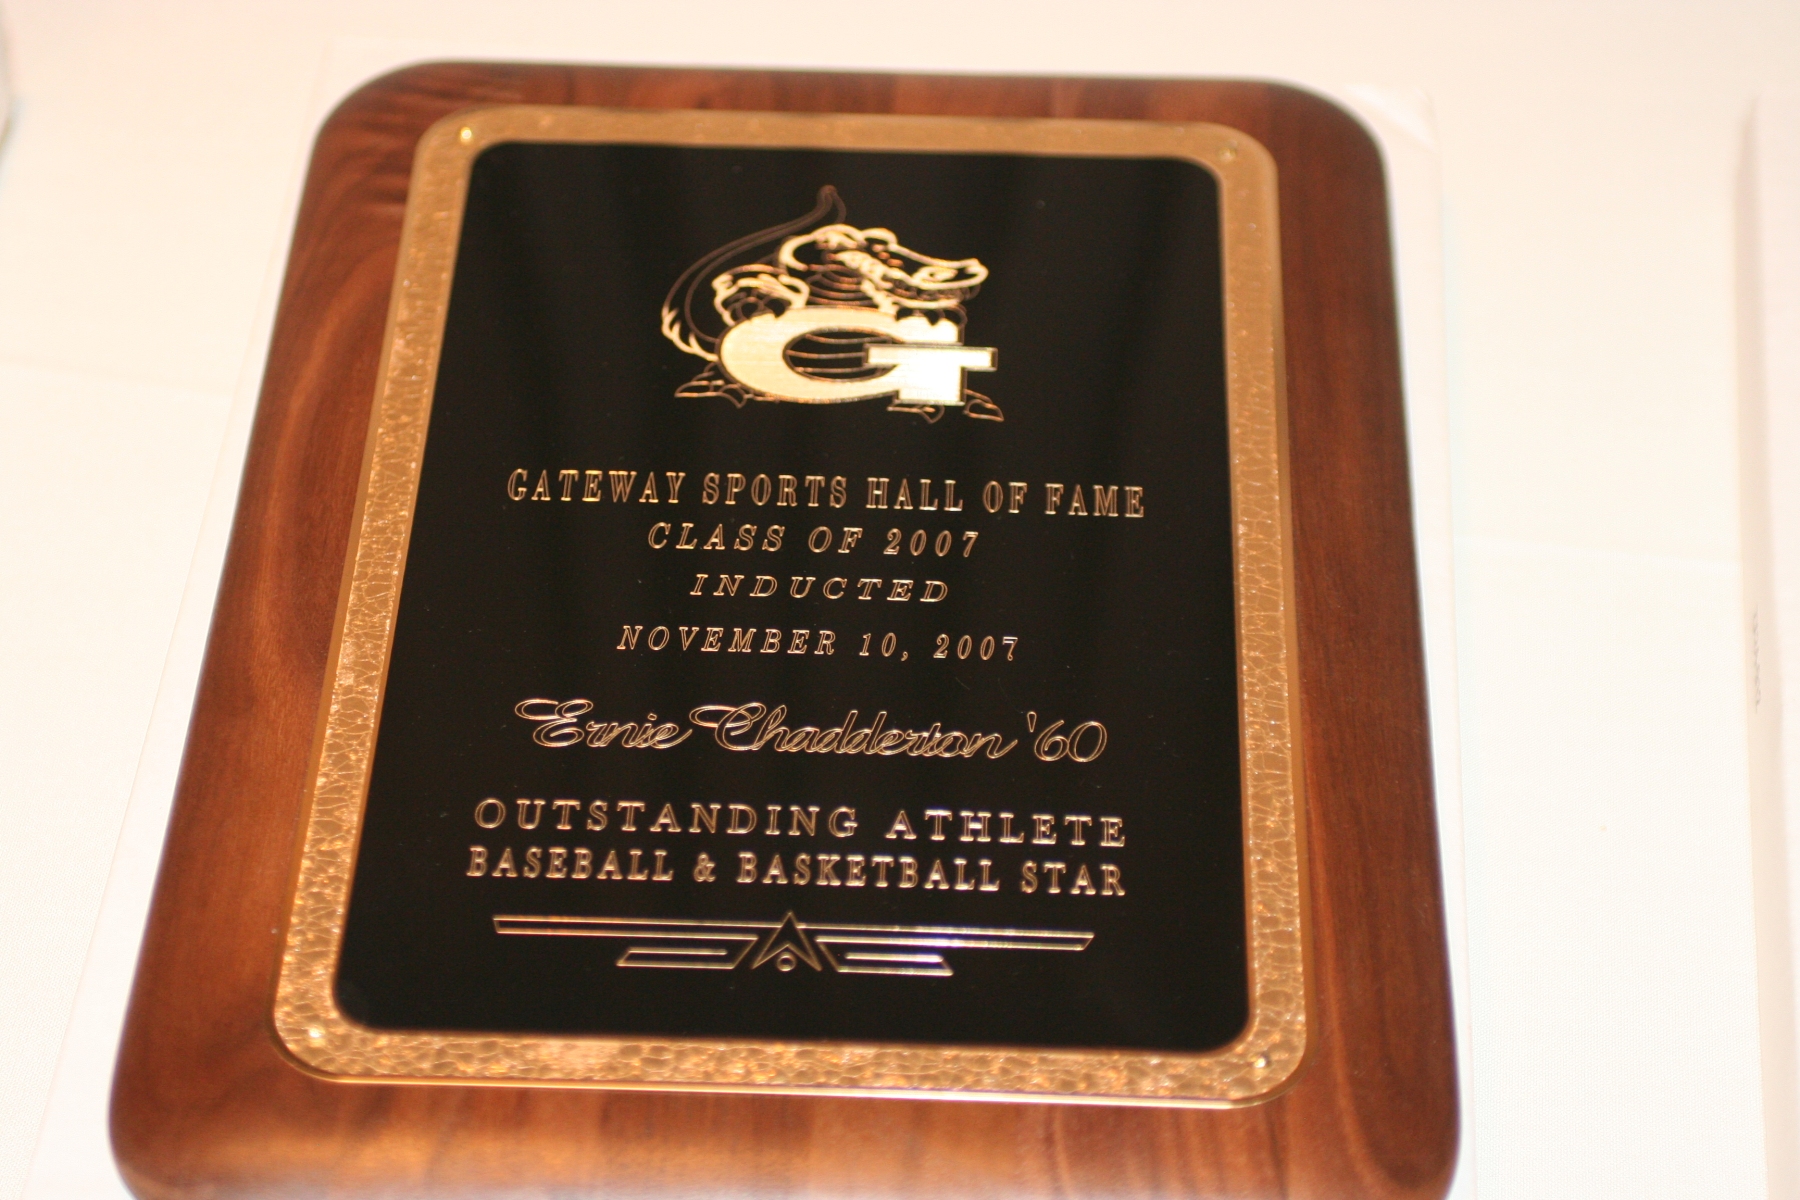 G
GATEWAY SPORTS HALL OF FAME
CLASS OF 2007
INDUCTED
NOVEMBER 10, 2007
Ernie Chadderton '60
OUTSTANDING ATHLETE
BASEBALL & BASKETBALL STAR